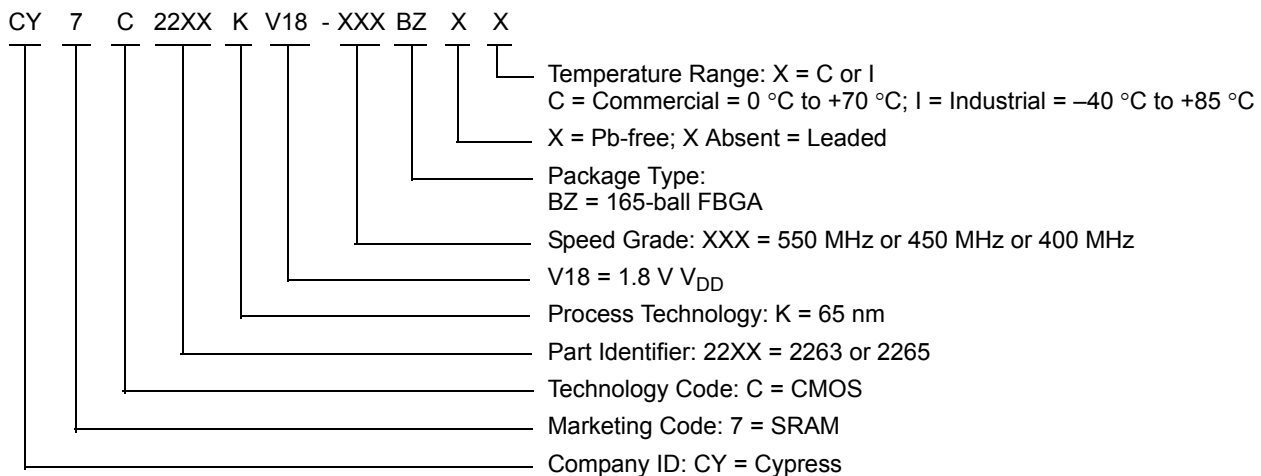 CY 7 C 22XX K V18 - XXX BZ X X
Temperature Range: X = C or I
C = Commercial = 0 °C to +70 °C; I = Industrial = –40 °C to +85 °C
X = Pb-free; X Absent = Leaded
Package Type:
BZ = 165-ball FBGA
Speed Grade: XXX = 550 MHz or 450 MHz or 400 MHz
V18 = 1.8 V VDD
Process Technology: K = 65 nm
Part Identifier: 22XX = 2263 or 2265
Technology Code: C = CMOS
Marketing Code: 7 = SRAM
Company ID: CY = Cypress